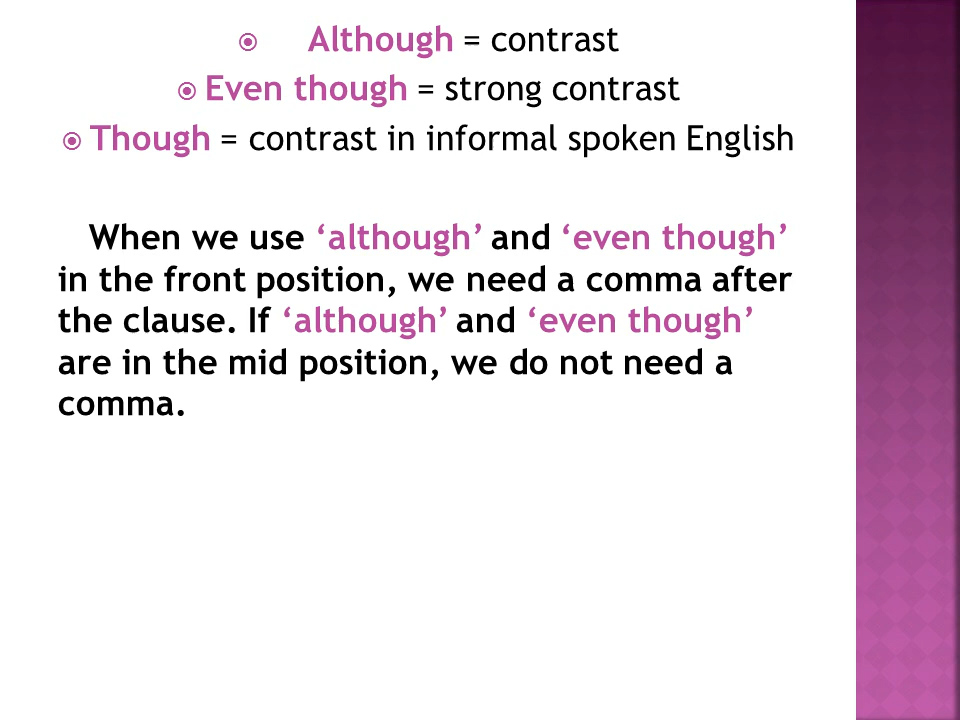 Although = contrast
Even though = strong contrast
Though = contrast in informal spoken English
When we use ‘although’ and ‘even though’
in the front position, we need a comma after
the clause. If ‘although’ and ‘even though’
are in the mid position, we do not need a
comma.